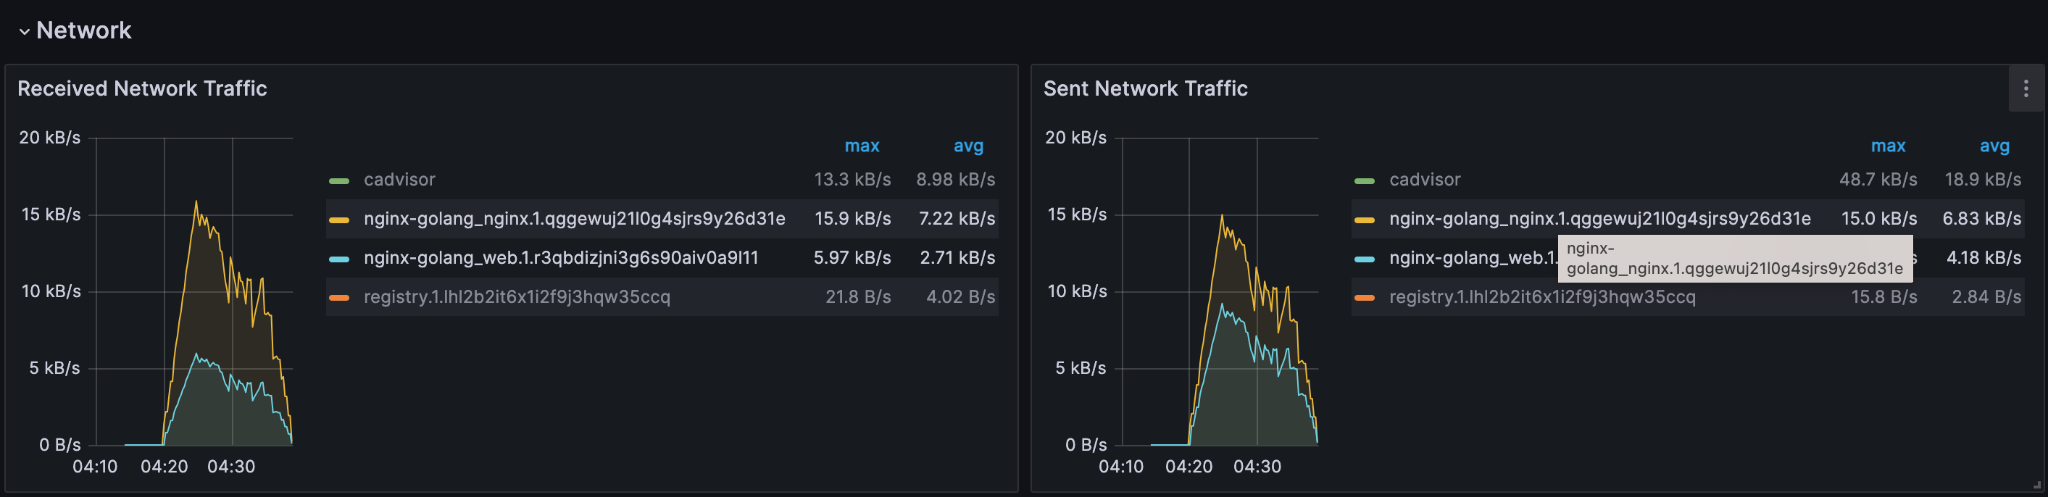 Network
Received Network Traffic
20 kB/s
15 kB/s
10 kB/s
5 kB/s
0 B/s
04:10 04:20 04:30
max avg
cadvisor 13.3 kB/s 8.98 kB/s
nginx-golang_nginx.1.qggewuj21l0g4sjrs9y26d31e 15.9 kB/s 7.22 kB/s
nginx-golang_web.1.r3qbdizjni3g6s90aiv0a9l11 5.97 kB/s 2.71 kB/s
registry.1.lhl2b2it6x1i2f9j3hqw35ccq 21.8 B/s 4.02 B/s
Sent Network Traffic
20 kB/s
15 kB/s
10 kB/s
5 kB/s
0 B/s
04:10 04:20 04:30
max avg
cadvisor 48.7 kB/s 18.9 kB/s
nginx-golang_nginx.1.qggewuj21l0g4sjrs9y26d31e 15.0 kB/s 6.83 kB/s
nginx-golang_web.1. 4.18 kB/s
nginx-
golang_nginx.1.qggewuj21l0g4sjrs9y26d31e
registry.1.lhl2b2it6x1i2f9j3hqw35ccq 15.8 B/s 2.84 B/s